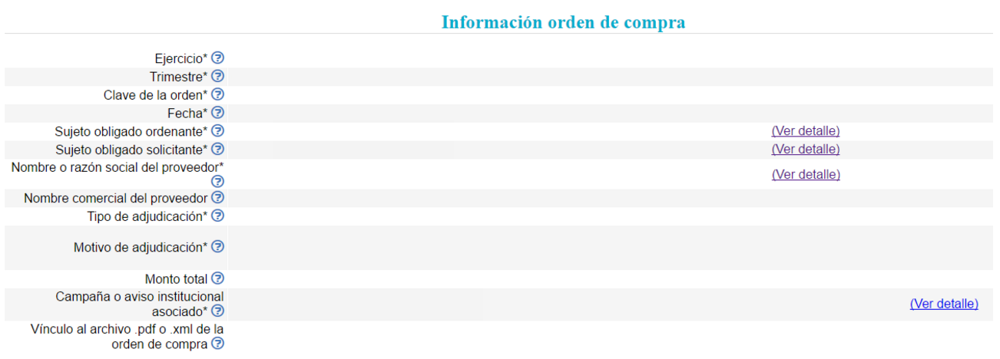 Información orden de compra
Ejercicio*
Trimestre*
Clave de la orden*
Fecha*
Sujeto obligado ordenante* (Ver detalle)
Sujeto obligado solicitante* (Ver detalle)
Nombre o razón social del proveedor*
(Ver detalle)
Nombre comercial del proveedor
Tipo de adjudicación*
Motivo de adjudicación*
Monto total
Campaña o aviso institucional
asociado* (Ver detalle)
Vínculo al archivo .pdf o .xml de la
orden de compra